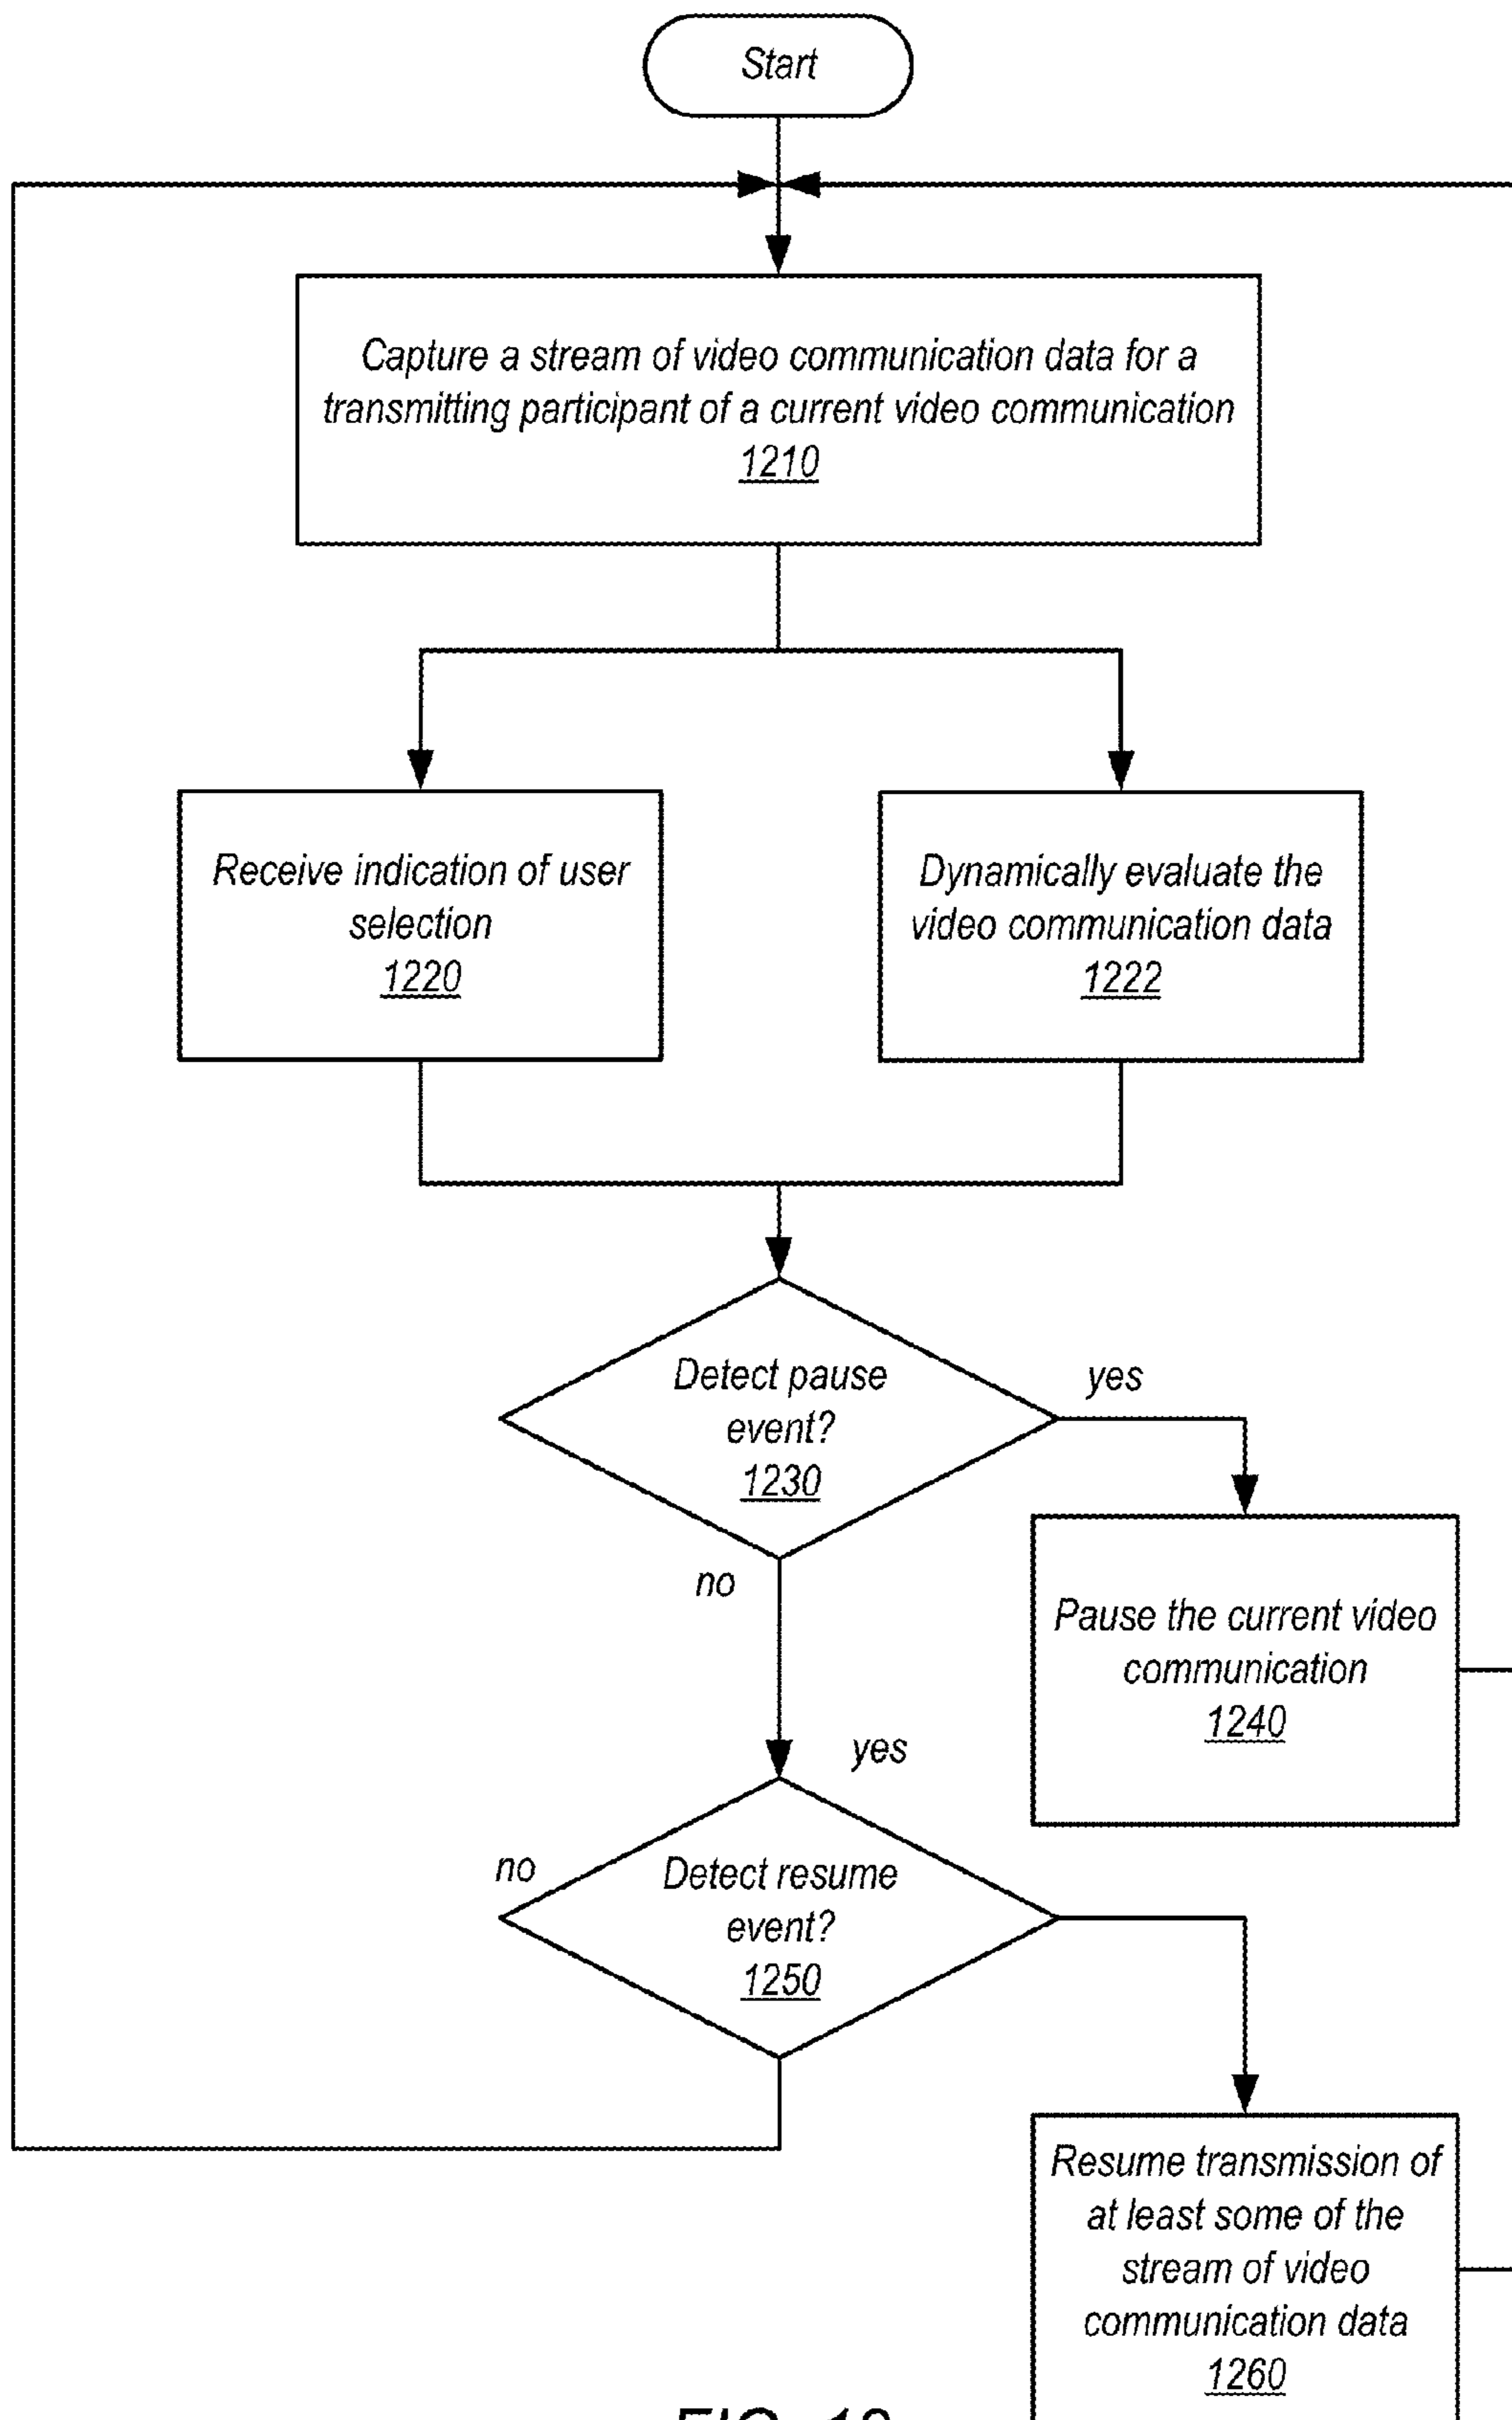 Start
Capture a stream of video communication data for a
transmitting participant of a current video communication
1210
Receive indication of user
selection
1220
Dynamically evaluate the
video communication data
1222
Detect pause
event?
1230
yes
no
Pause the current video
communication
1240
yes
no
Detect resume
event?
1250
Resume transmission of
at least some of the
stream of video
communication data
1260